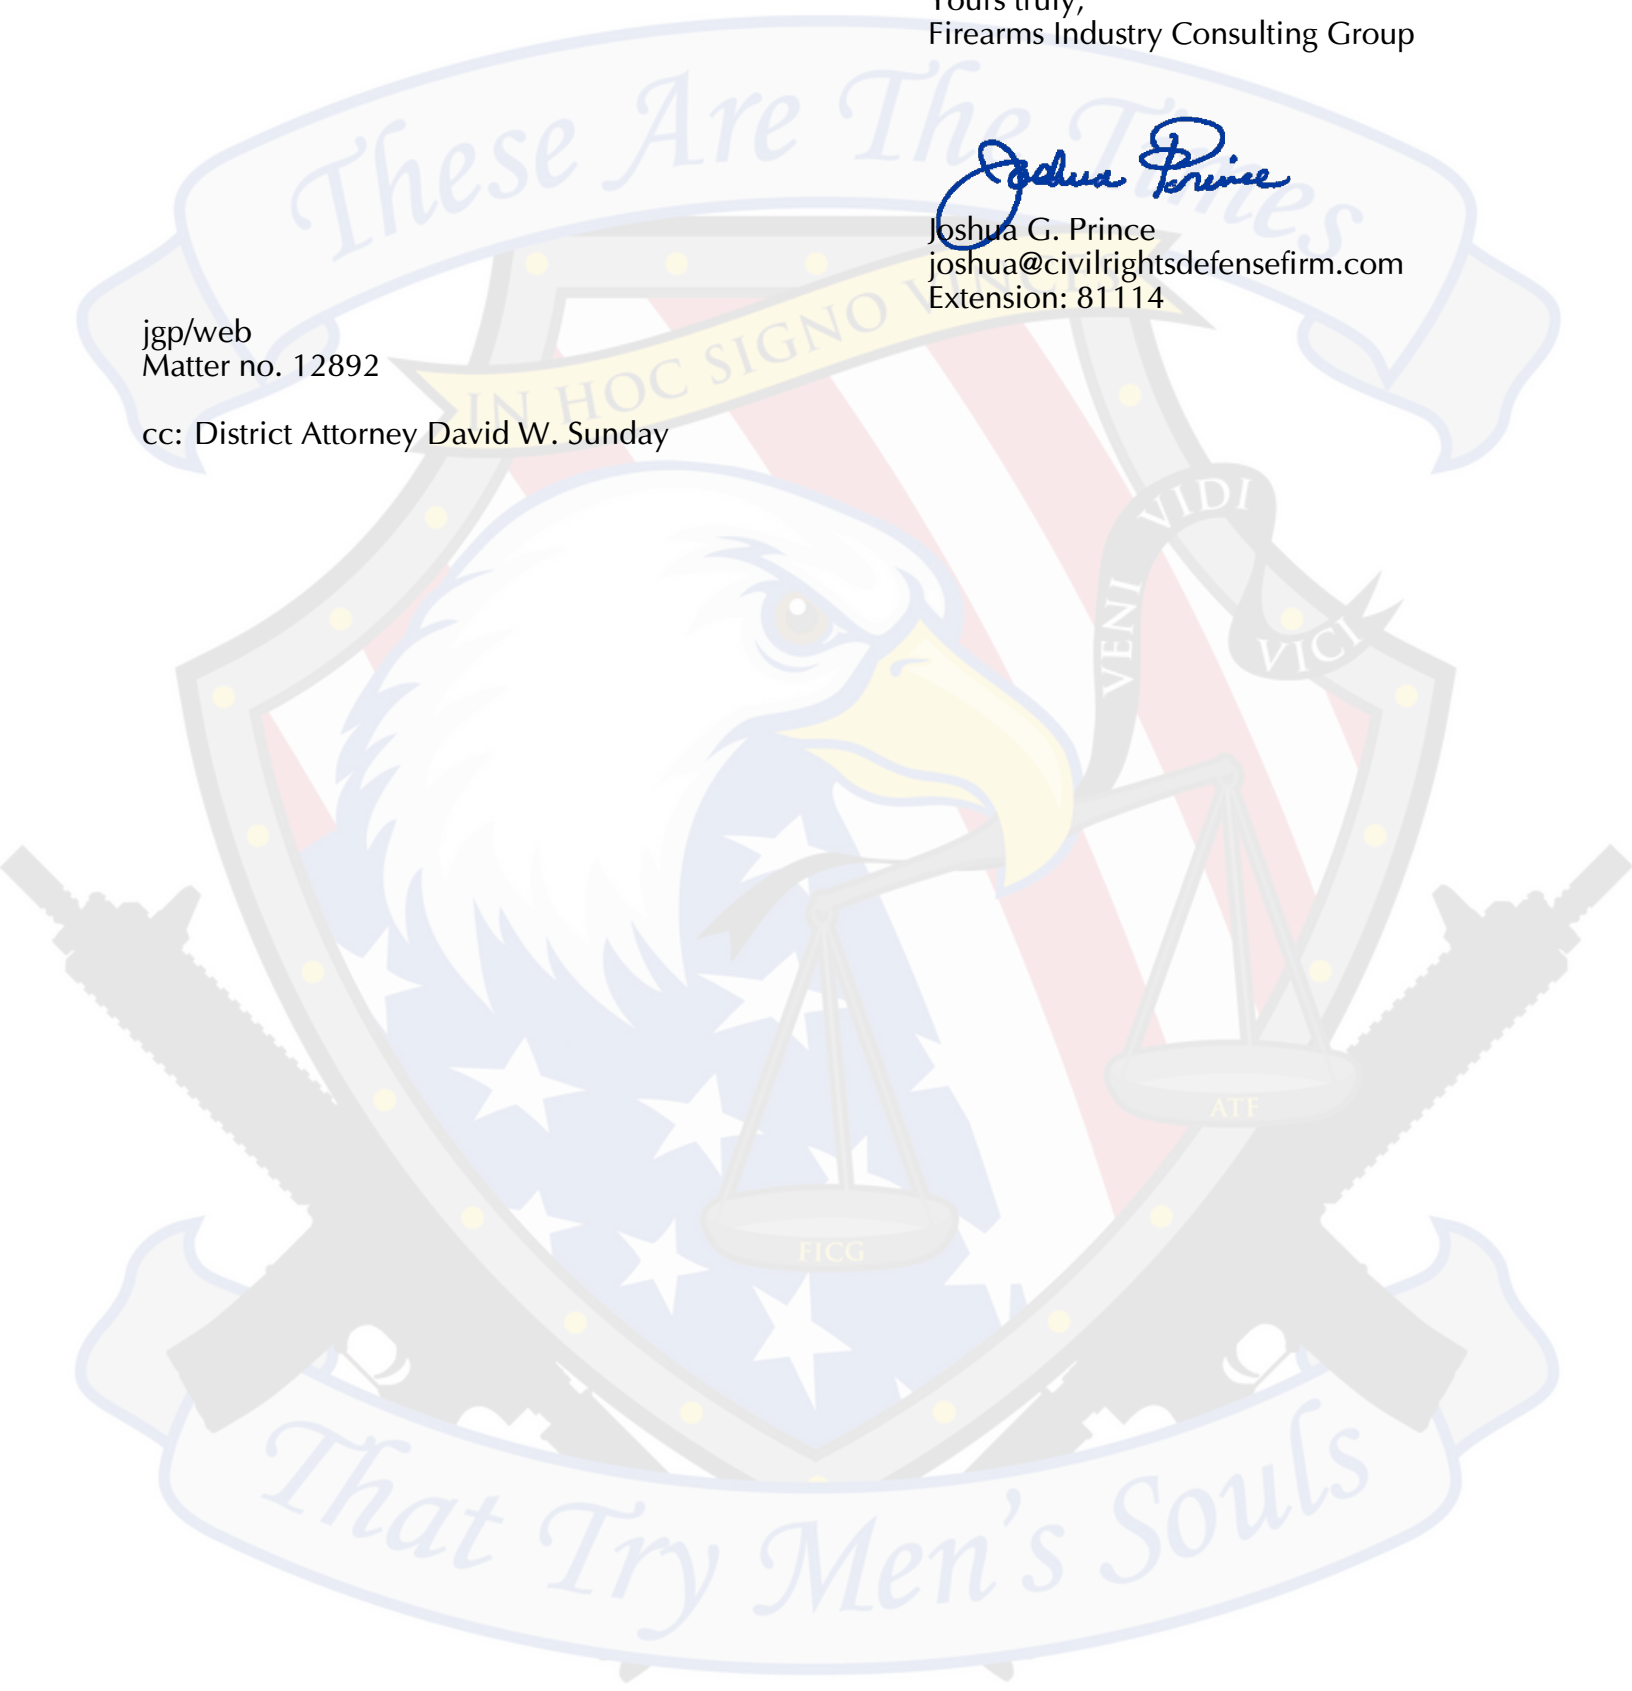 Yours truly,
Firearms Industry Consulting Group
These Are The Times
Joshua Prince
Joshua G. Prince
joshua@civilrightsdefensefirm.com
Extension: 81114
IN HOC SIGNO VINCES
jgp/web
Matter no. 12892
cc: District Attorney David W. Sunday
VENI VIDI VICI
ATF
FICG
That Try Men's Souls